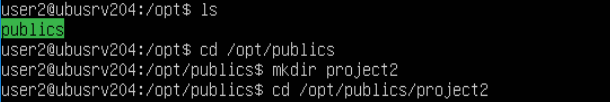 user2@ubusrv204:/opt$ ls
publics
user2@ubusrv204:/opt$ cd /opt/publics
user2@ubusrv204:/opt/publics$ mkdir project2
user2@ubusrv204:/opt/publics$ cd /opt/publics/project2